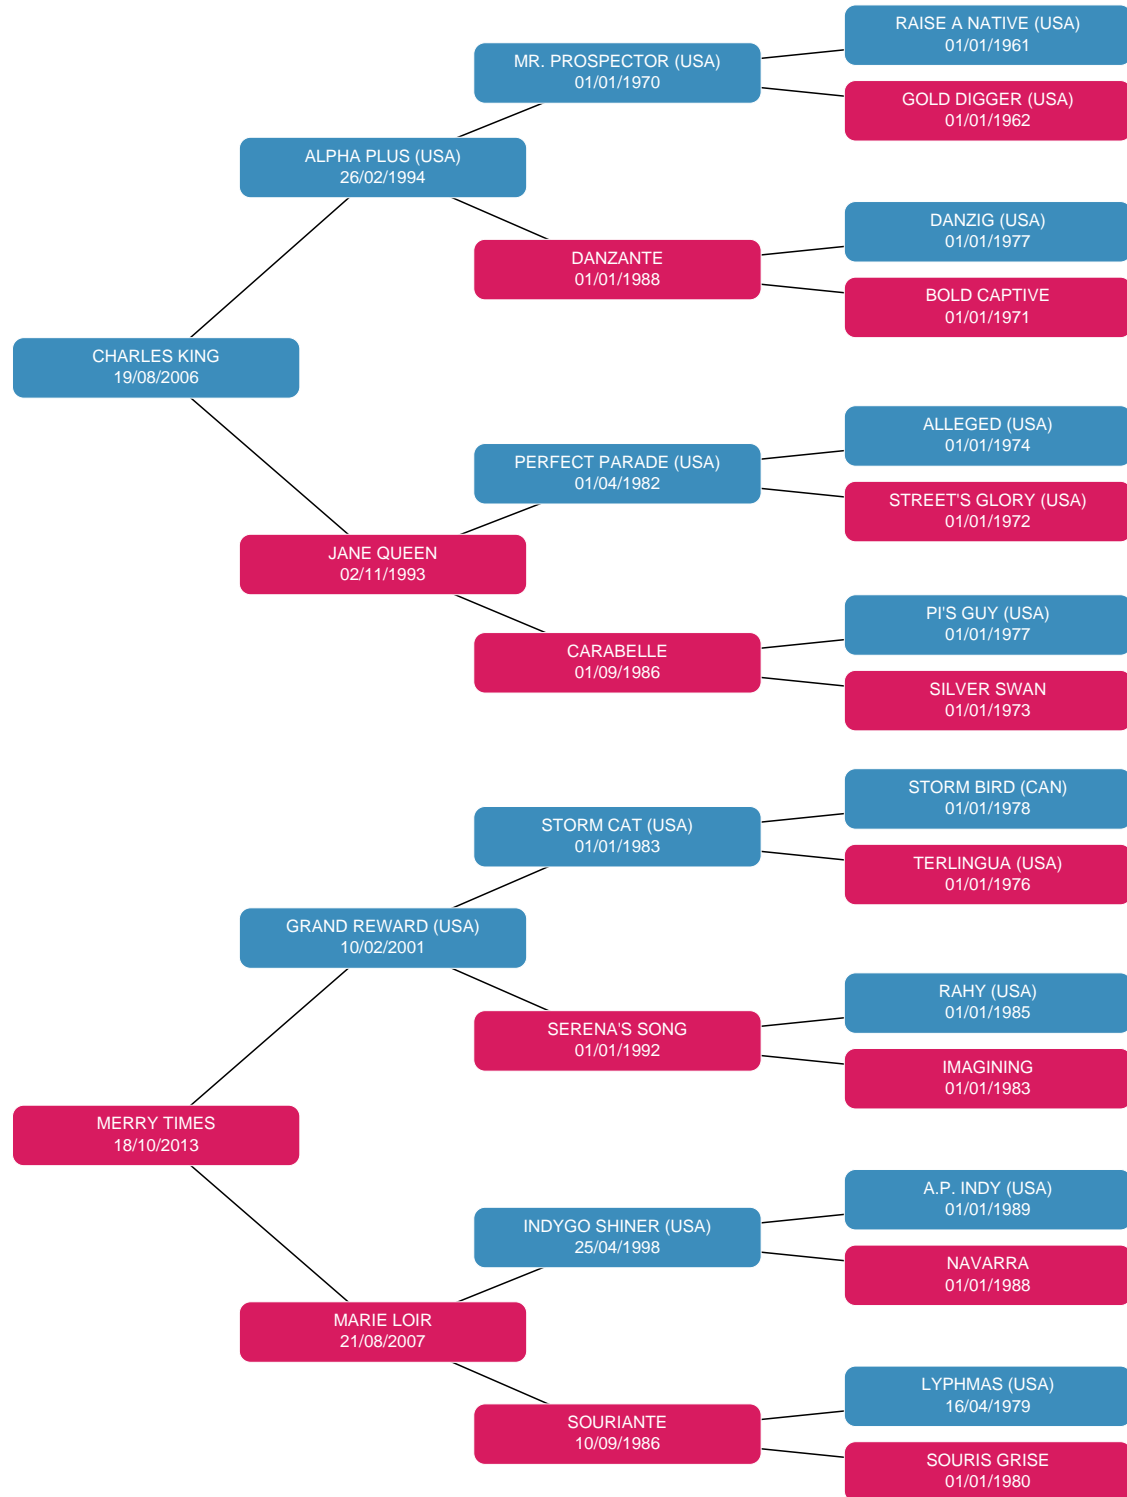 RAISE A NATIVE (USA)
01/01/1961
MR. PROSPECTOR (USA)
01/01/1970
GOLD DIGGER (USA)
01/01/1962
ALPHA PLUS (USA)
26/02/1994
DANZIG (USA)
01/01/1977
DANZANTE
01/01/1988
BOLD CAPTIVE
01/01/1971
CHARLES KING
19/08/2006
ALLEGED (USA)
01/01/1974
PERFECT PARADE (USA)
01/04/1982
STREET'S GLORY (USA)
01/01/1972
JANE QUEEN
02/11/1993
PI'S GUY (USA)
01/01/1977
CARABELLE
01/09/1986
SILVER SWAN
01/01/1973
STORM BIRD (CAN)
01/01/1978
STORM CAT (USA)
01/01/1983
TERLINGUA (USA)
01/01/1976
GRAND REWARD (USA)
10/02/2001
RAHY (USA)
01/01/1985
SERENA'S SONG
01/01/1992
IMAGINING
01/01/1983
MERRY TIMES
18/10/2013
A.P. INDY (USA)
01/01/1989
INDYGO SHINER (USA)
25/04/1998
NAVARRA
01/01/1988
MARIE LOIR
21/08/2007
LYPHMAS (USA)
16/04/1979
SOURIANTE
10/09/1986
SOURIS GRISE
01/01/1980